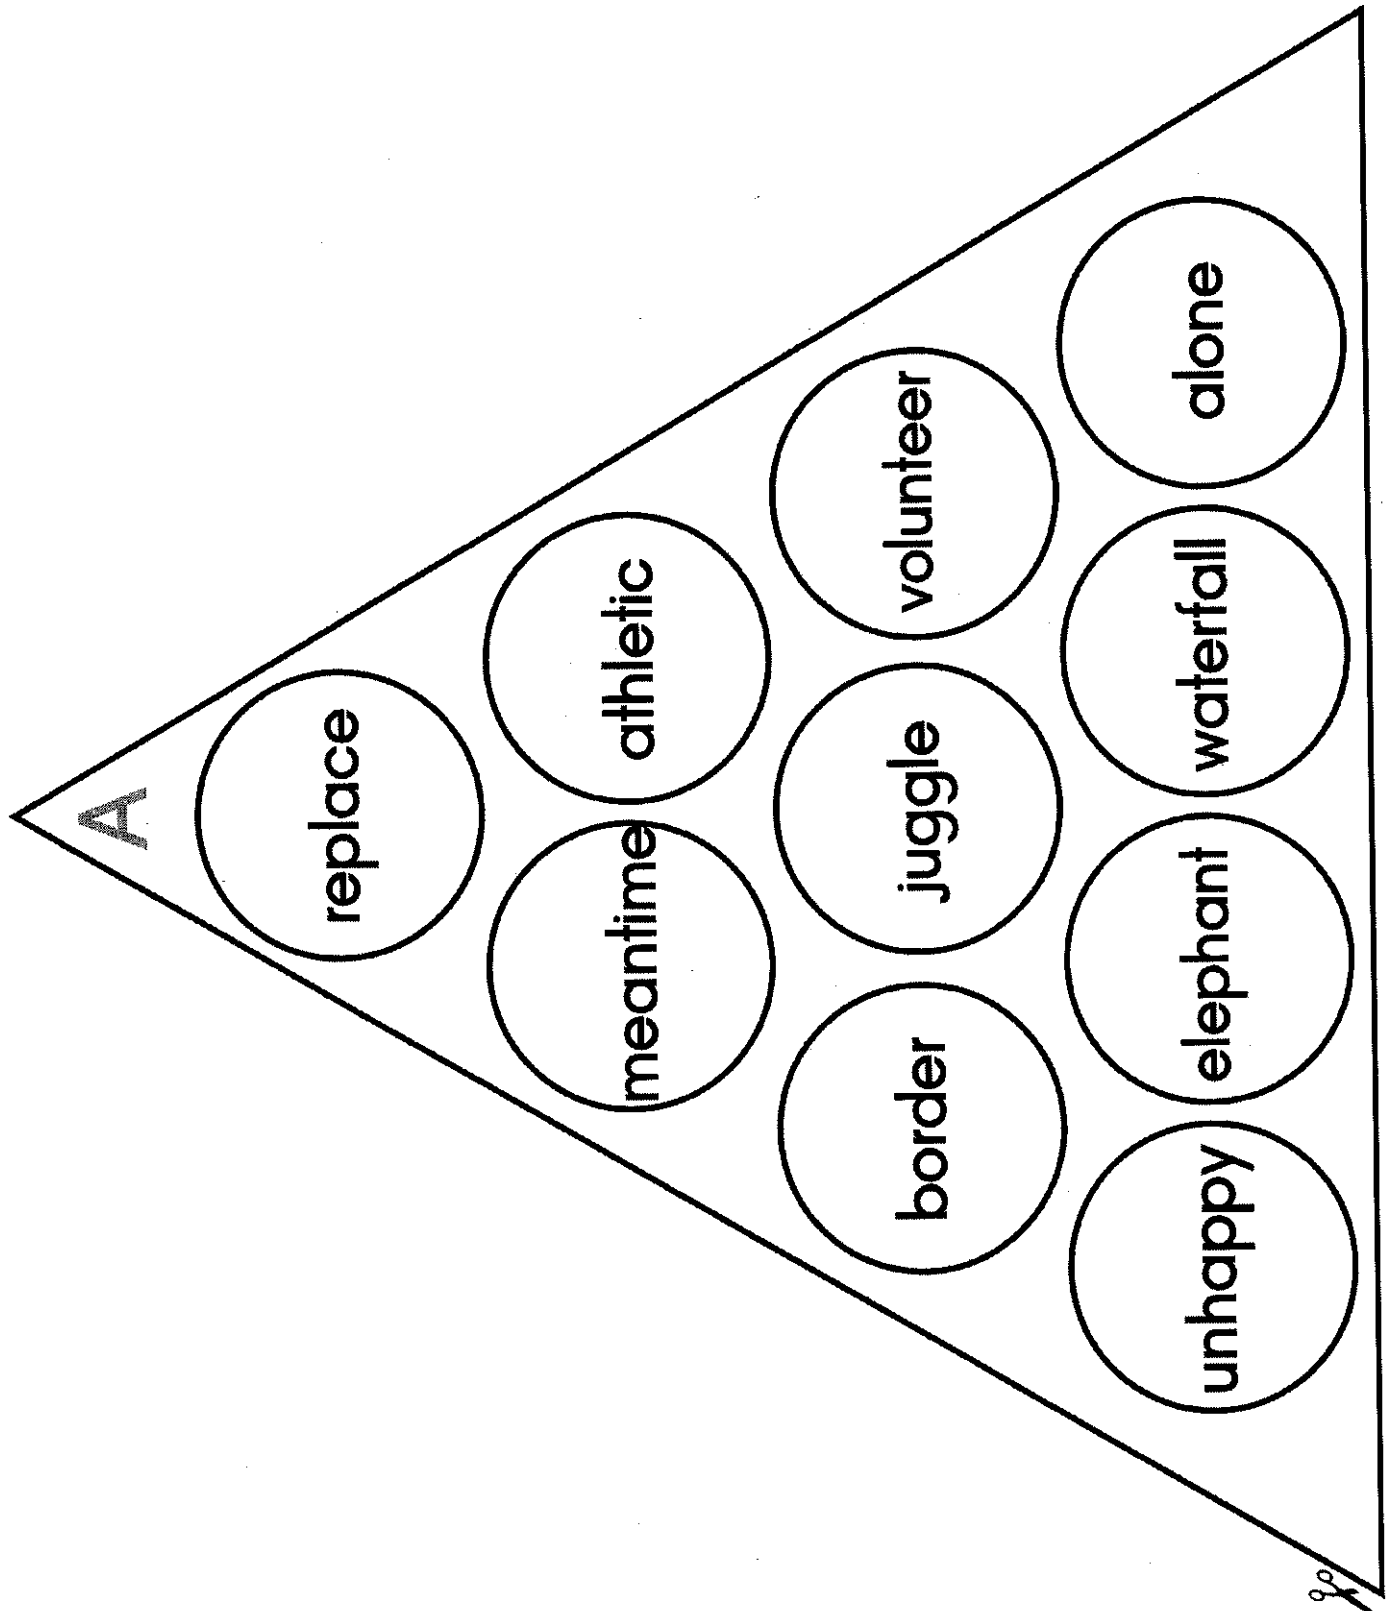 A
replace
meantime athletic
border juggle volunteer
unhappy elephant waterfall alone